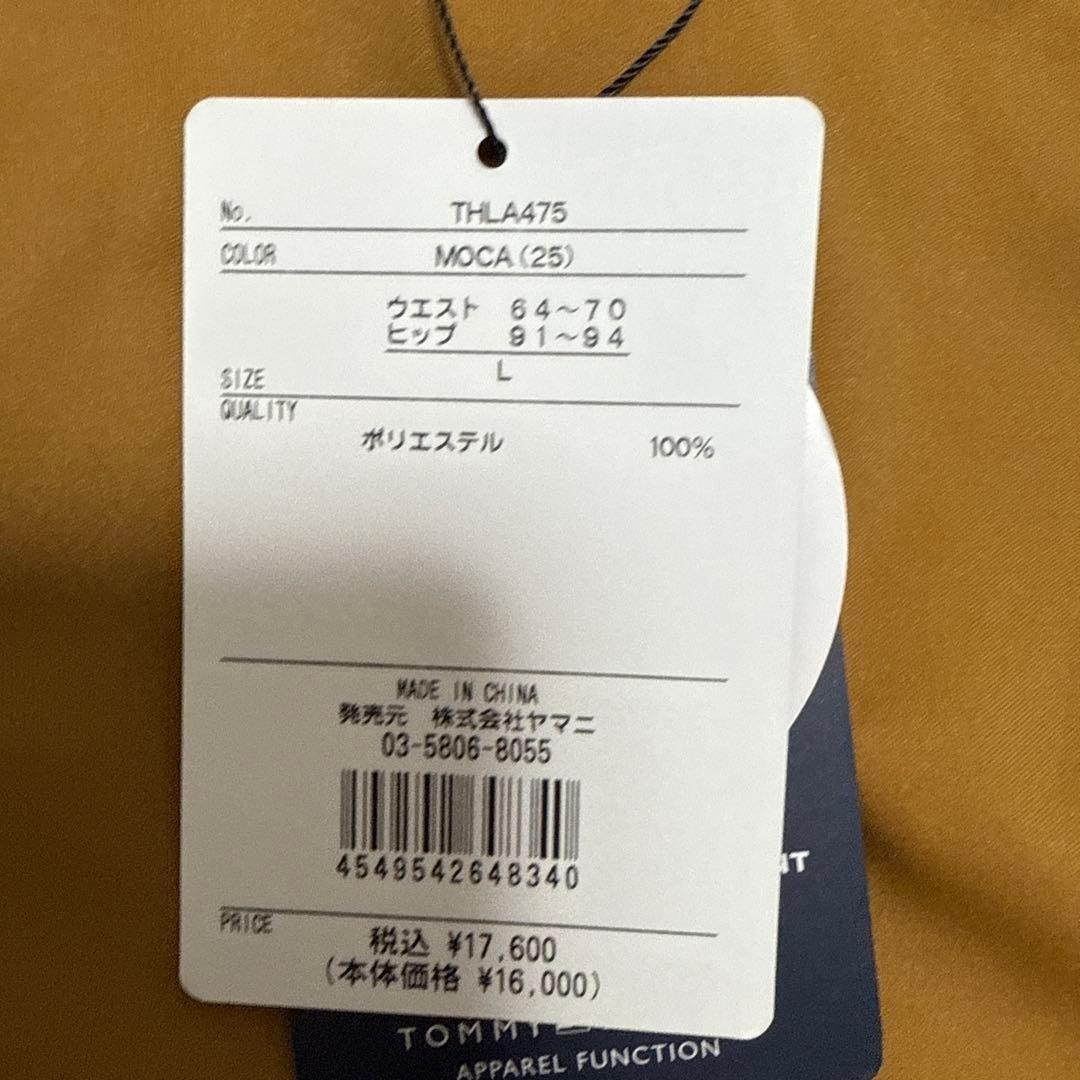 No. THLA475
COLOR MOCA(25)
ウエスト 64～70
ヒップ 91～94
SIZE L
QUALITY
ポリエステル 100%
MADE IN CHINA
発売元 株式会社ヤマニ
03-5806-8055
4549542648340
PRICE
税込 ¥17,600
(本体価格 ¥16,000)
TOMMY
APPAREL FUNCTION